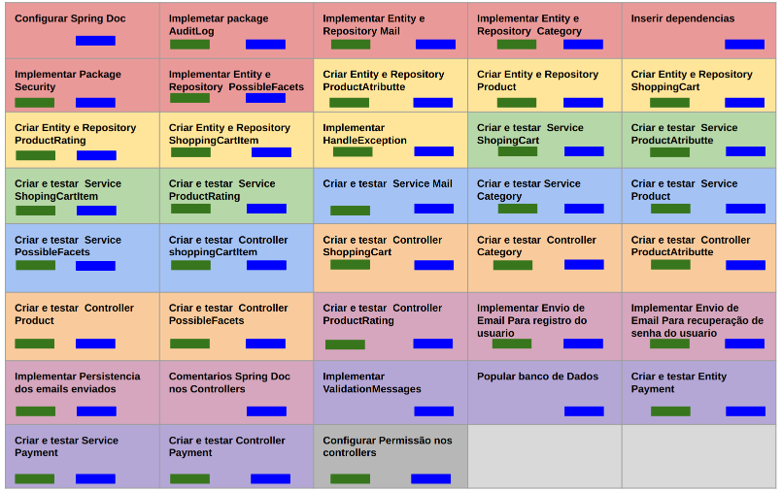 Configurar Spring Doc
Implemetar package
AuditLog
Implementar Entity e
Repository Mail
Implementar Entity e
Repository Category
Inserir dependencias
Implementar Package
Security
Implementar Entity e
Repository PossibleFacets
Criar Entity e Repository
ProductAtributte
Criar Entity e Repository
Product
Criar Entity e Repository
ShoppingCart
Criar Entity e Repository
ProductRating
Criar Entity e Repository
ShoppingCartItem
Implementar
HandleException
Criar e testar Service
ShopingCart
Criar e testar Service
ProductAtributte
Criar e testar Service
ShopingCartItem
Criar e testar Service
ProductRating
Criar e testar Service Mail
Criar e testar Service
Category
Criar e testar Service
Product
Criar e testar Service
PossibleFacets
Criar e testar Controller
shoppingCartItem
Criar e testar Controller
ShoppingCart
Criar e testar Controller
Category
Criar e testar Controller
ProductAtributte
Criar e testar Controller
Product
Criar e testar Controller
PossibleFacets
Criar e testar Controller
ProductRating
Implementar Envio de
Email Para registro do
usuario
Implementar Envio de
Email Para recuperação de
senha do usuario
Implementar Persistencia
dos emails enviados
Comentarios Spring Doc
nos Controllers
Implementar
ValidationMessages
Popular banco de Dados
Criar e testar Entity
Payment
Criar e testar Service
Payment
Criar e testar Controller
Payment
Configurar Permissão nos
controllers